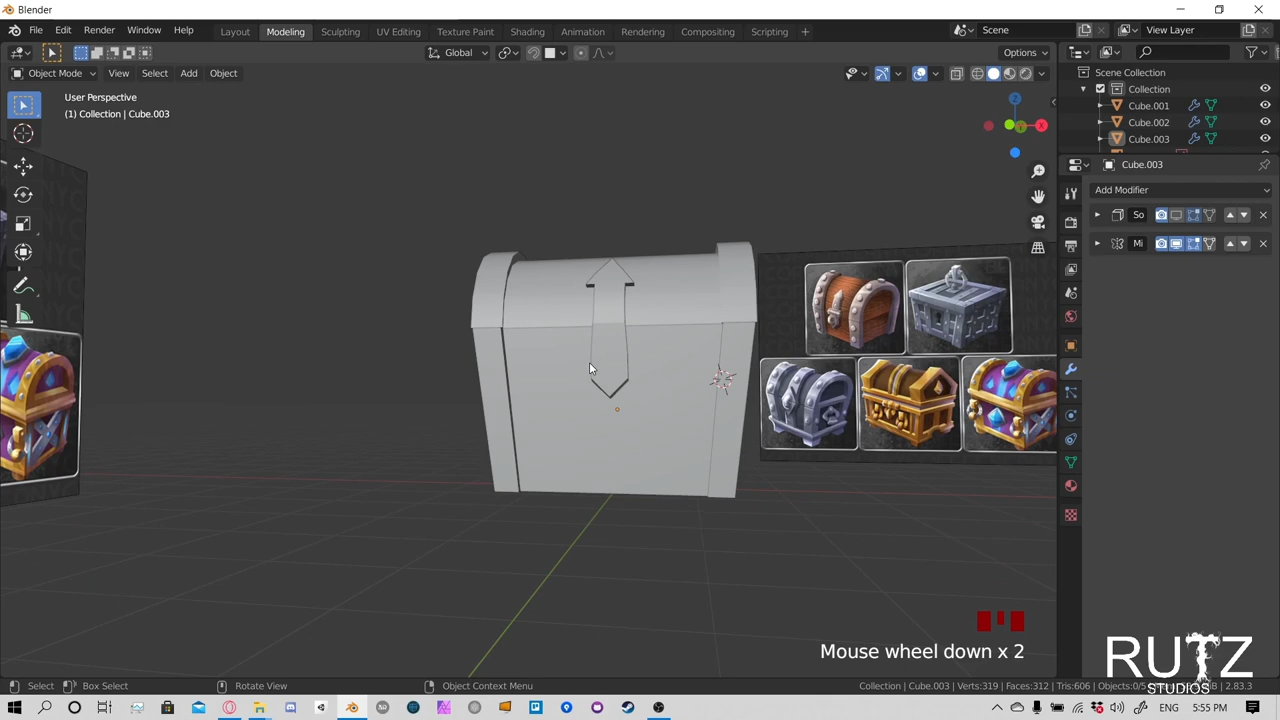 Blender
File Edit Render Window Help
Layout Modeling Sculpting UV Editing Texture Paint Shading Animation Rendering Compositing Scripting +
Scene
View Layer
Global
Options
Object Mode View Select Add Object
User Perspective
(1) Collection | Cube.003
Z
Y
X
Scene Collection
Collection
Cube.001
Cube.002
Cube.003
Cube.003
Add Modifier
So
Mi
Mouse wheel down x 2
RUTZ
STUDIOS
Select Box Select Rotate View Object Context Menu
Collection | Cube.003 | Verts:319 | Faces:312 | Tris:606 | Objects:0/5
2.83.3
5:55 PM